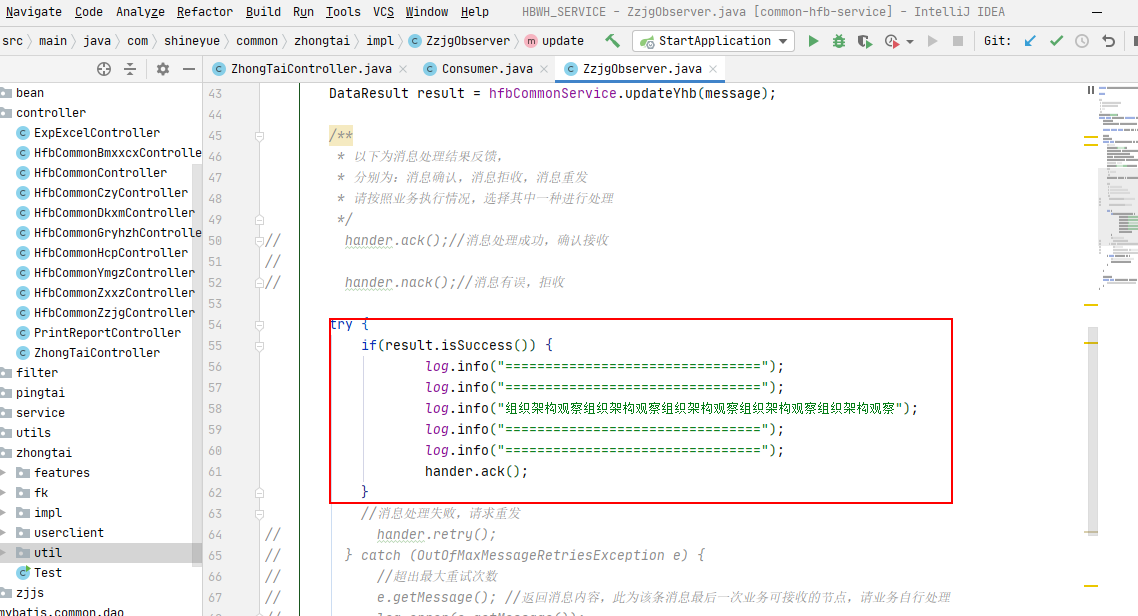 Navigate Code Analyze Refactor Build Run Tools VCS Window Help HBWH_SERVICE - ZzjgObserver.java [common-hfb-service] - IntelliJ IDEA
src main java com shineyue common zhongtai impl ZzjgObserver update StartApplication Git:
ZhongTaiController.java Consumer.java ZzjgObserver.java
bean
controller
ExpExcelController
HfbCommonBmxxcxControlle
HfbCommonController
HfbCommonCzyController
HfbCommonDkxmController
HfbCommonGryhzhControlle
HfbCommonHcpController
HfbCommonYmgzController
HfbCommonZxxzController
HfbCommonZzjgController
PrintReportController
ZhongTaiController
filter
pingtai
service
utils
zhongtai
features
fk
impl
userclient
util
Test
zjjs
mybatis.common.dao
43 DataResult result = hfbCommonService.updateYhb(message);
44
45 /**
46 * 以下为消息处理结果反馈，
47 * 分别为：消息确认，消息拒收，消息重发
48 * 请按照业务执行情况，选择其中一种进行处理
49 */
50 // hander.ack();//消息处理成功，确认接收
51 //
52 // hander.nack();//消息有误，拒收
53
54 try {
55 if(result.isSuccess()) {
56 log.info("================================");
57 log.info("================================");
58 log.info("组织架构观察组织架构观察组织架构观察组织架构观察组织架构观察");
59 log.info("================================");
60 log.info("================================");
61 hander.ack();
62 }
63 //消息处理失败，请求重发
64 // hander.retry();
65 // } catch (OutOfMaxMessageRetriesException e) {
66 // //超出最大重试次数
67 // e.getMessage(); //返回消息内容，此为该条消息最后一次业务可接收的节点，请业务自行处理
// log.error(e.getMessage());